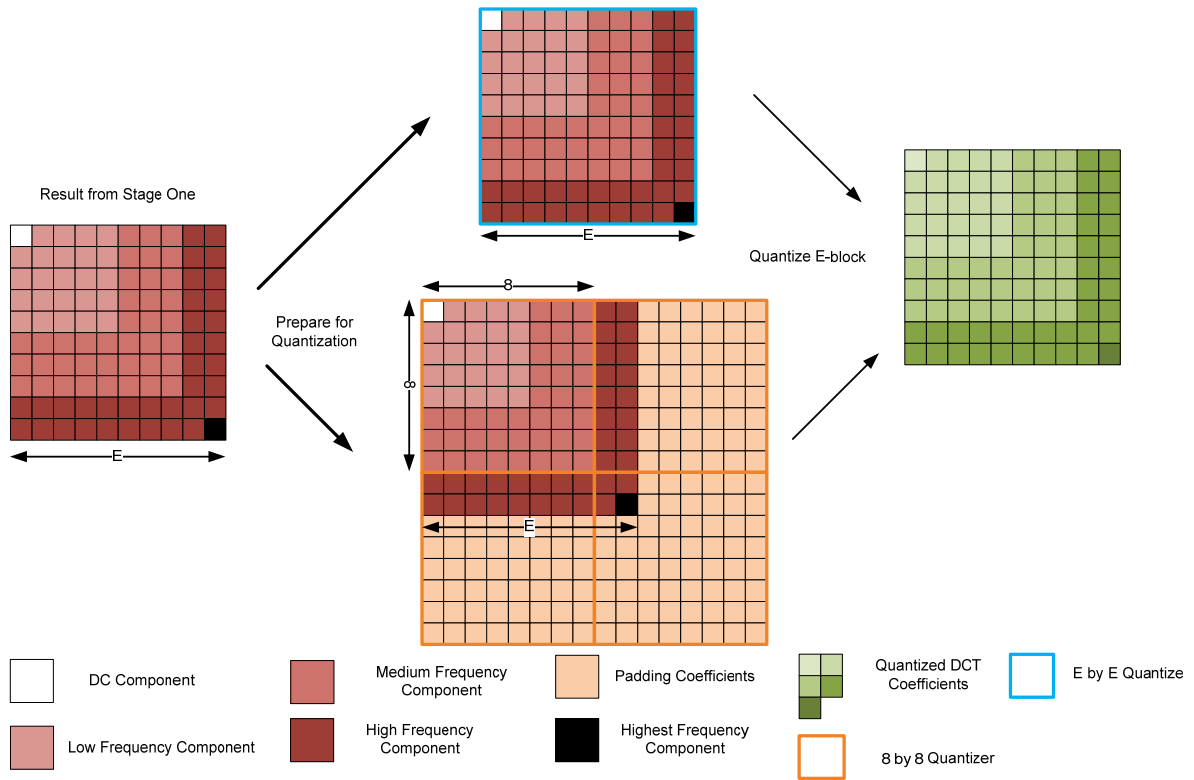 Result from Stage One
E
Prepare for
Quantization
E
8
8
E
Quantize E-block
DC Component
Low Frequency Component
Medium Frequency
Component
High Frequency
Component
Padding Coefficients
Highest Frequency
Component
Quantized DCT
Coefficients
8 by 8 Quantizer
E by E Quantize